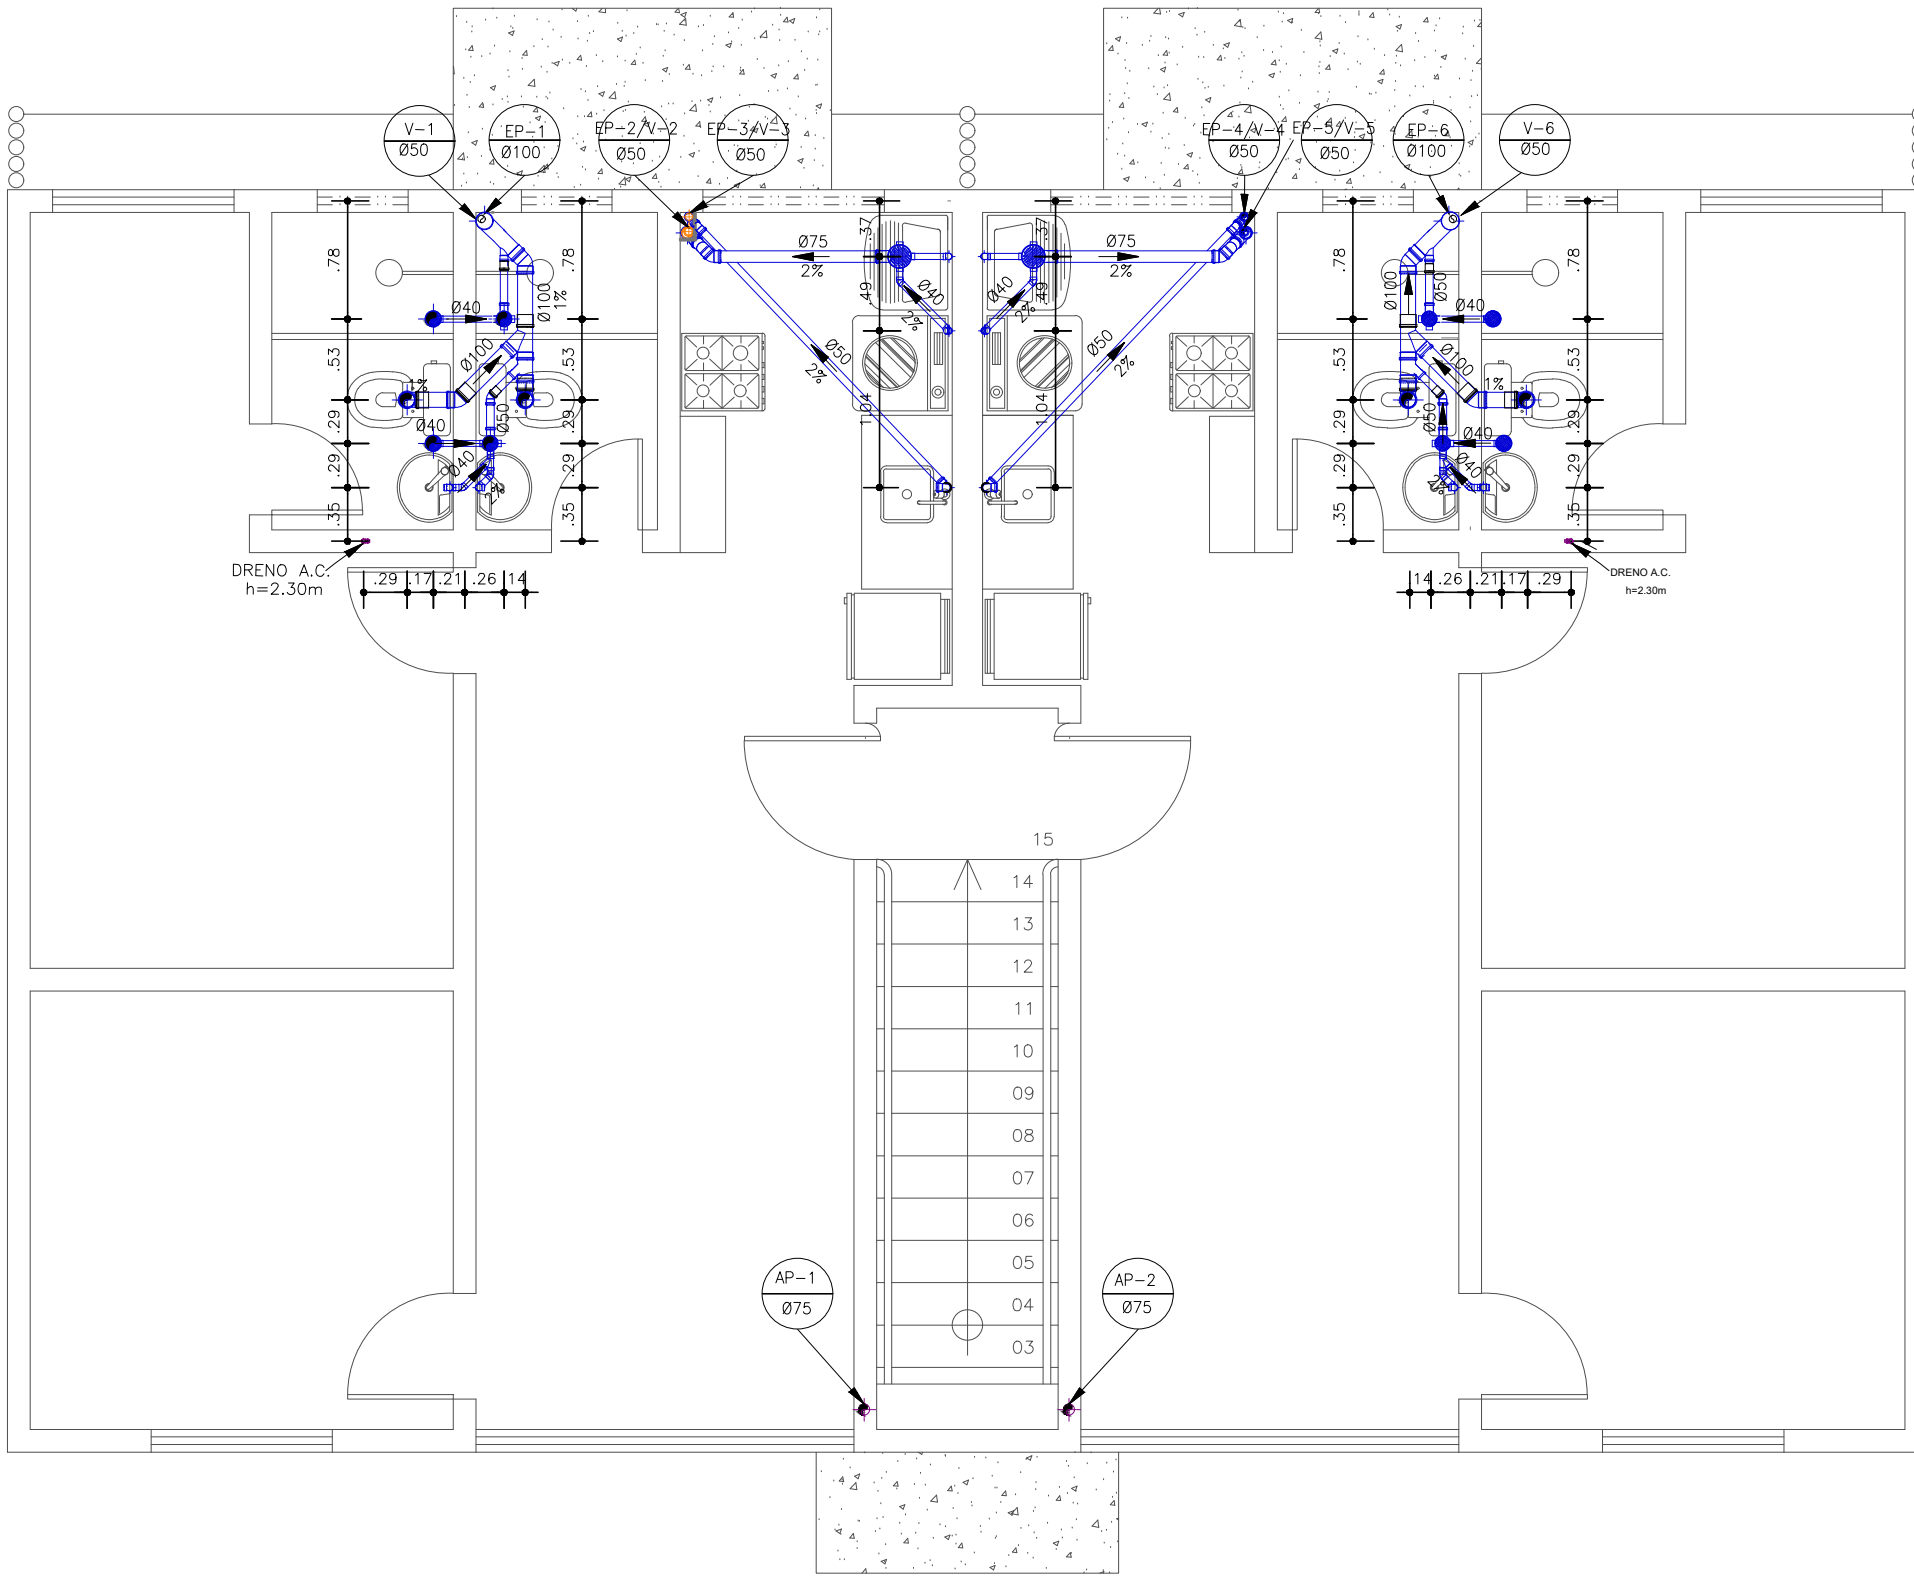 V-1
Ø50
EP-1
Ø100
EP-2/V-2
Ø50
EP-3/V-3
Ø50
EP-4/V-4
Ø50
EP-5/V-5
Ø50
EP-6
Ø100
V-6
Ø50
.78
.53
.29
.29
.35
Ø40
Ø100
1%
Ø100
1%
Ø40
Ø50
Ø40
2%
.78
.53
.29
.29
.35
DRENO A.C.
h=2.30m
.29
.17
.21
.26
14
Ø75
2%
.37
.49
1.04
Ø40
2%
Ø50
2%
Ø75
2%
.37
.49
1.04
Ø40
2%
Ø50
2%
.78
.53
.29
.29
.35
Ø100
Ø50
Ø40
Ø100
1%
Ø50
Ø40
Ø40
.78
.53
.29
.29
.35
DRENO A.C.
h=2.30m
.14
.26
.21
.17
.29
15
14
13
12
11
10
09
08
07
06
05
04
03
AP-1
Ø75
AP-2
Ø75